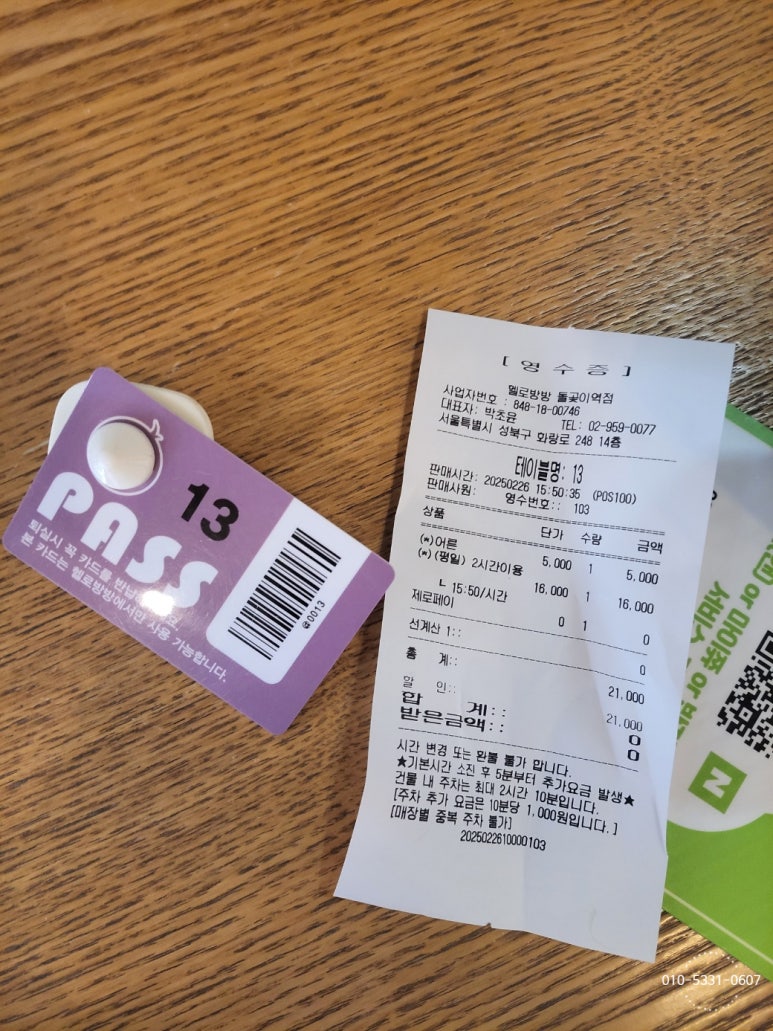 [ 영 수 증 ]
헬로방방 돌곶이역점
사업자번호 : 848-18-00746
대표자: 박초윤 TEL: 02-959-0077
서울특별시 성북구 화랑로 248 14층
테이블명: 13
판매시간: 20250226 15:50:35 (POS100)
판매사원: 영수번호:: 103
상품 단가 수량 금액
(*)어른 5,000 1 5,000
(*)(평일) 2시간이용 16,000 1 16,000
ㄴ 15:50/시간
제로페이 0 1 0
선계산 1:: 0
총 계:: 21,000
할 인:: 21,000
합 계:: 0
받은금액:: 0
시간 변경 또는 환불 불가 합니다.
★기본시간 소진 후 5분부터 추가요금 발생★
건물 내 주차는 최대 2시간 10분입니다.
[주차 추가 요금은 10분당 1,000원입니다.]
[매장별 중복 주차 불가]
2025022610000103
13
PASS
퇴실시 꼭 카드를
본 카드는 헬로방방에서만 사용 가능합니다.
@0013
N
010-5331-0607